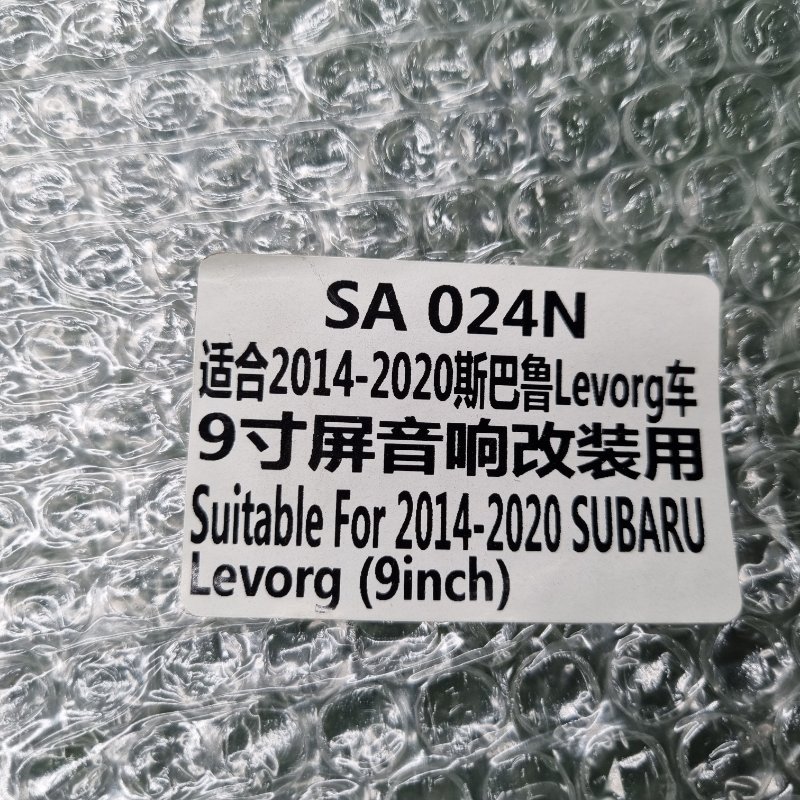 SA 024N
适合2014-2020斯巴鲁Levorg车
9寸屏音响改装用
Suitable For 2014-2020 SUBARU
Levorg (9inch)